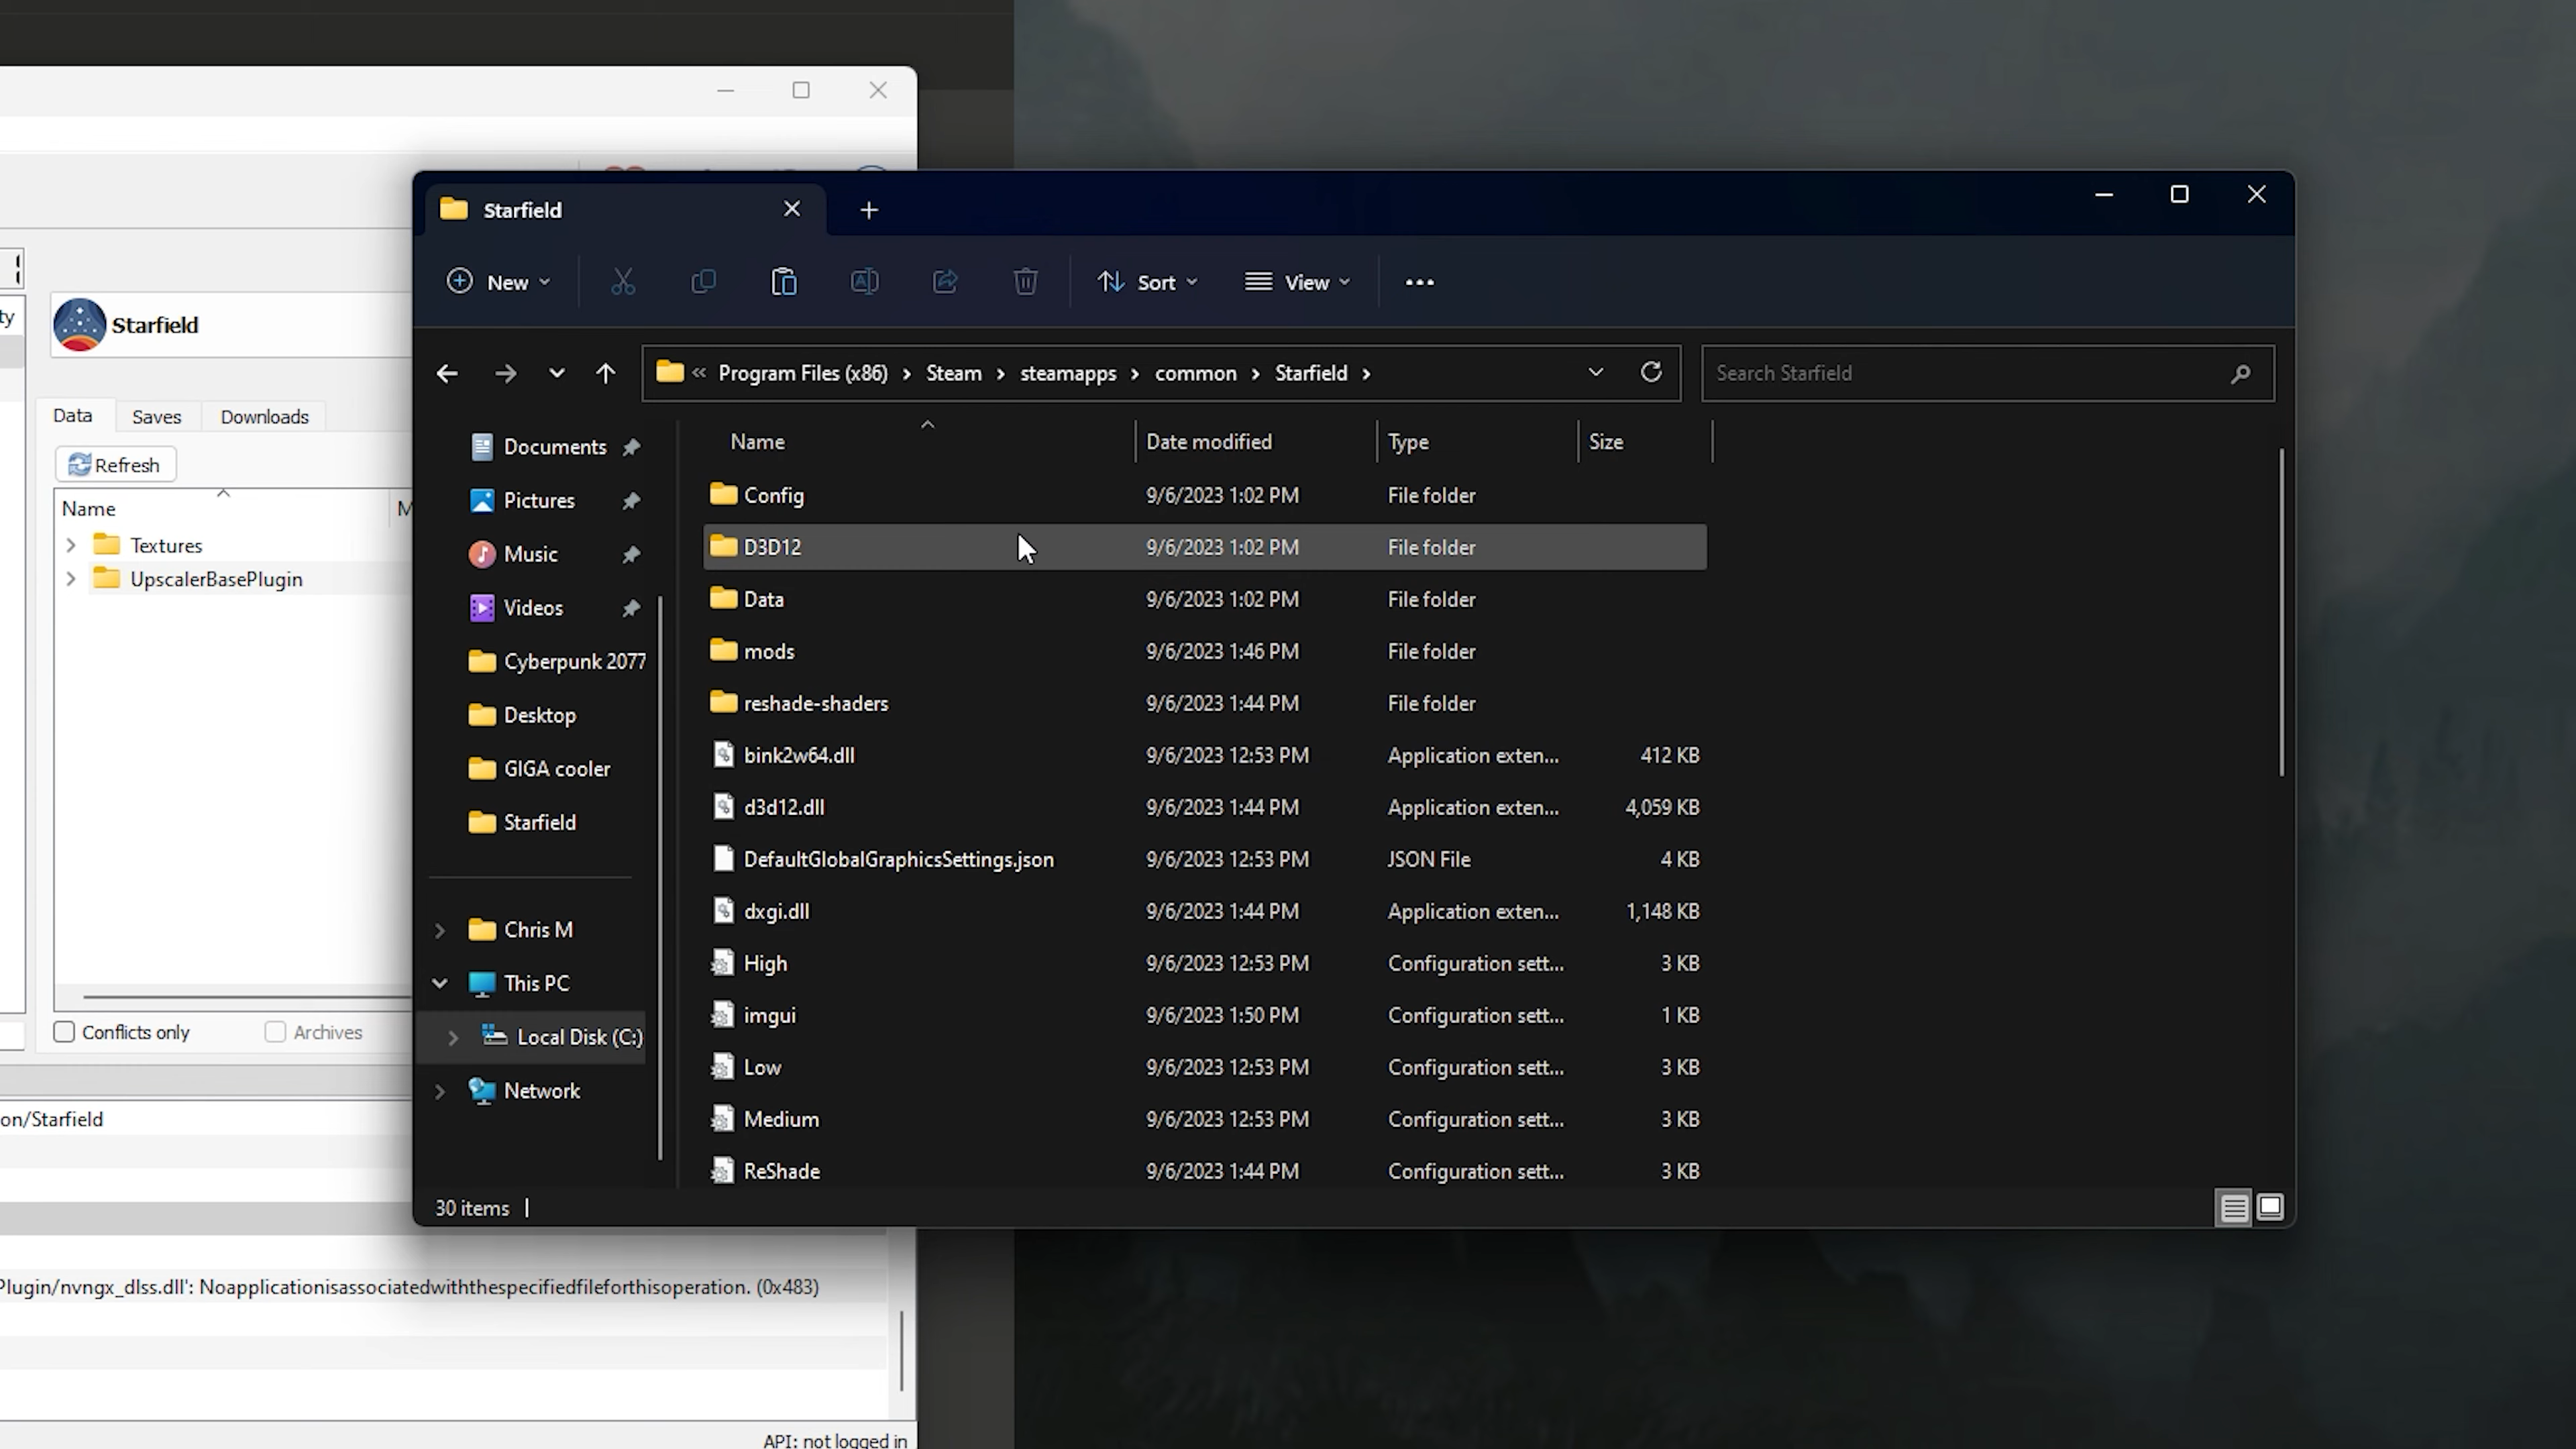 Starfield
New
Sort
View
Program Files (x86)
Steam
steamapps
common
Starfield
Search Starfield
Name
Date modified
Type
Size
Config 9/6/2023 1:02 PM File folder
D3D12 9/6/2023 1:02 PM File folder
Data 9/6/2023 1:02 PM File folder
mods 9/6/2023 1:46 PM File folder
reshade-shaders 9/6/2023 1:44 PM File folder
bink2w64.dll 9/6/2023 12:53 PM Application exten... 412 KB
d3d12.dll 9/6/2023 1:44 PM Application exten... 4,059 KB
DefaultGlobalGraphicsSettings.json 9/6/2023 12:53 PM JSON File 4 KB
dxgi.dll 9/6/2023 1:44 PM Application exten... 1,148 KB
High 9/6/2023 12:53 PM Configuration sett... 3 KB
imgui 9/6/2023 1:50 PM Configuration sett... 1 KB
Low 9/6/2023 12:53 PM Configuration sett... 3 KB
Medium 9/6/2023 12:53 PM Configuration sett... 3 KB
ReShade 9/6/2023 1:44 PM Configuration sett... 3 KB
Documents
Pictures
Music
Videos
Cyberpunk 2077
Desktop
GIGA cooler
Starfield
Chris M
This PC
Local Disk (C:)
Network
30 items
ty
Starfield
Data
Saves
Downloads
Refresh
Name
M
Textures
UpscalerBasePlugin
Conflicts only
Archives
on/Starfield
Plugin/nvngx_dlss.dll': Noapplicationisassociatedwiththespecifiedfileforthisoperation. (0x483)
API: not logged in